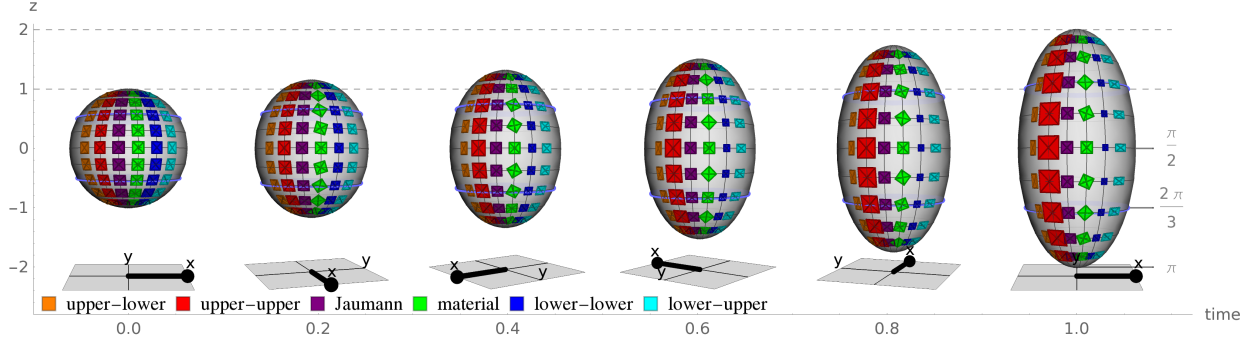 z
2
1
0
−1
−2
π/2
2 π/3
π
y x
x y
x y
x y
y x
y x
upper−lower upper−upper Jaumann material lower−lower lower−upper
0.0 0.2 0.4 0.6 0.8 1.0 time